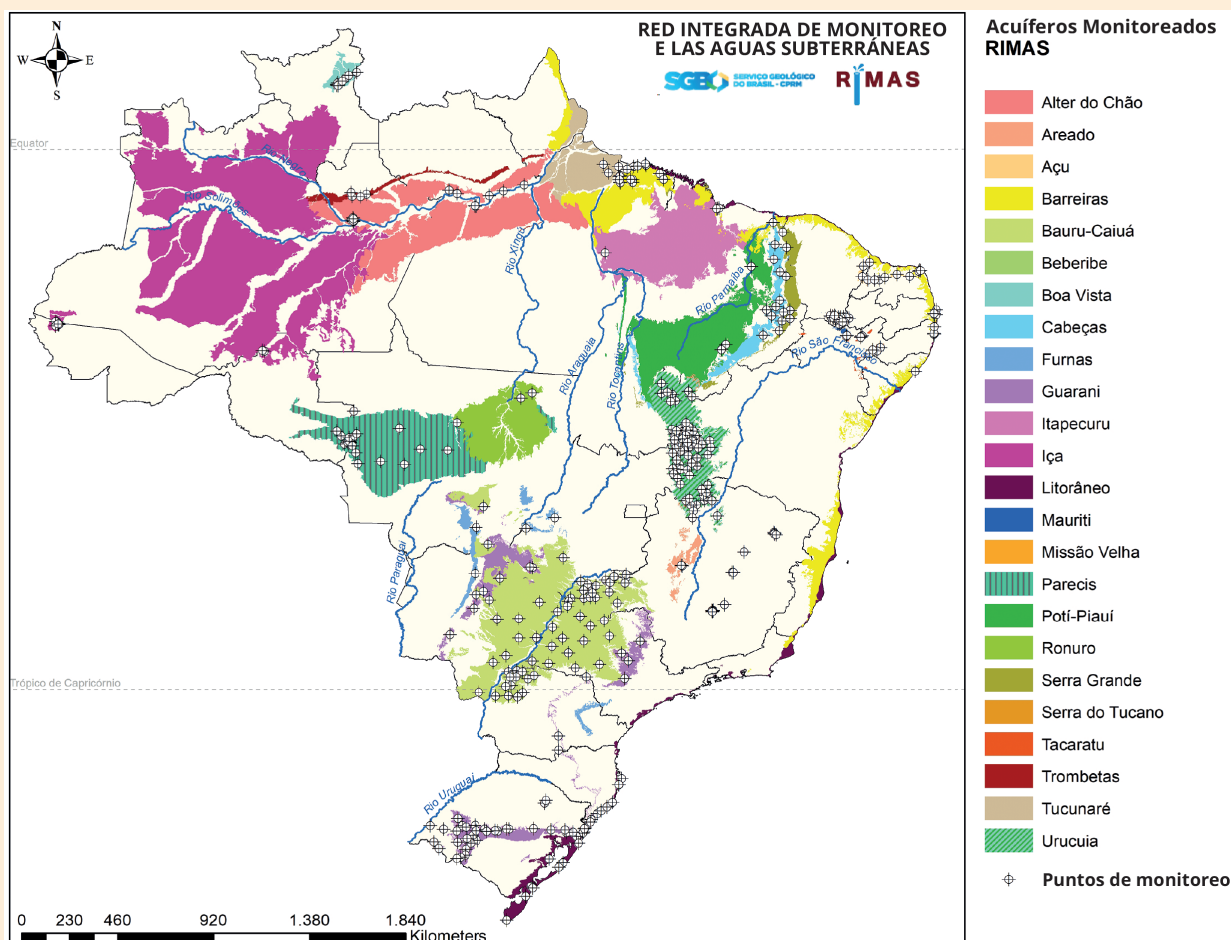 RED INTEGRADA DE MONITOREO
E LAS AGUAS SUBTERRÁNEAS
SGB
SERVIÇO GEOLÓGICO
DO BRASIL - CPRM
RIMAS
N
W
E
S
Equator
Rio Negro
Rio Solimões
Rio Xingu
Rio Araguaia
Rio Tocantins
Rio Parnaíba
Rio São Francisco
Rio Paraguai
Trópico de Capricórnio
Rio Uruguai
0 230 460 920 1.380 1.840
Kilometers
Acuíferos Monitoreados
RIMAS
Alter do Chão
Areado
Açu
Barreiras
Bauru-Caiuá
Beberibe
Boa Vista
Cabeças
Furnas
Guarani
Itapecuru
Iça
Litorâneo
Mauriti
Missão Velha
Parecis
Potí-Piauí
Ronuro
Serra Grande
Serra do Tucano
Tacaratu
Trombetas
Tucunaré
Urucuia
Puntos de monitoreo